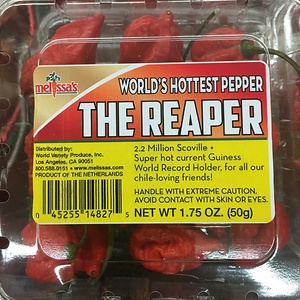 melissa's
WORLD'S HOTTEST PEPPER
THE REAPER
Distributed by:
World Variety Produce, Inc.
Los Angeles, CA 90051
800.588.0151 • www.melissas.com
PRODUCT OF THE NETHERLANDS
0 45255 14827 5
2.2 Million Scoville +
Super hot current Guiness
World Record Holder, for all our
chile-loving friends!
HANDLE WITH EXTREME CAUTION,
AVOID CONTACT WITH SKIN OR EYES.
NET WT 1.75 OZ. (50g)